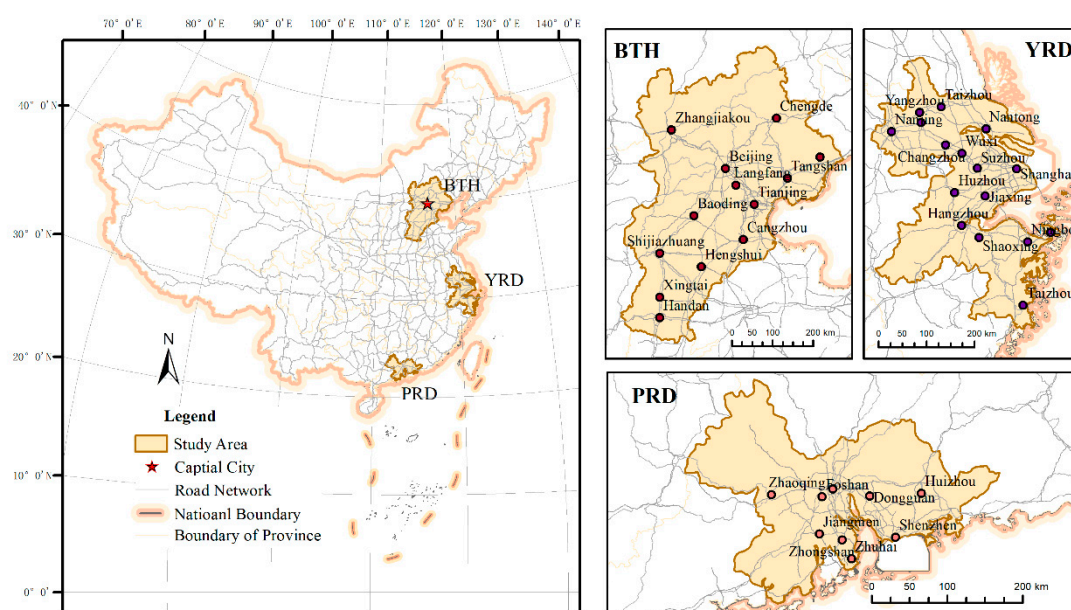 70° 0'E
80° 0'E
90° 0'E
100° 0'E
110° 0'E
120° 0'E
130° 0'E
140° 0'E
40° 0'N
30° 0'N
20° 0'N
10° 0'N
0° 0'
BTH
YRD
PRD
N
Legend
Study Area
Captial City
Road Network
Natioanl Boundary
Boundary of Province
BTH
Chengde
Zhangjiakou
Beijing
Tangshan
Langfang
Tianjing
Baoding
Cangzhou
Shijiazhuang
Hengshui
Xingtai
Handan
0 50 100 200 km
YRD
Taizhou
Yangzhou
Nanjing
Nantong
Wuxi
Changzhou
Suzhou
Shangha
Huzhou
Jiaxing
Hangzhou
Ningbo
Shaoxing
Taizhou
0 50 100 200 km
PRD
Zhaoqing
Foshan
Huizhou
Dongguan
Jiangmen
Shenzhen
Zhongshan
Zhuhai
0 50 100 200 km